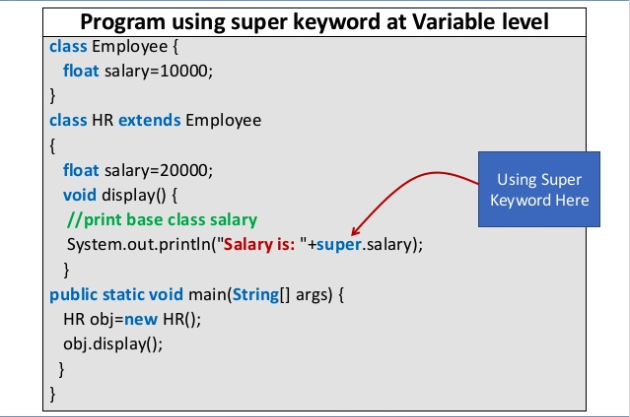 Program using super keyword at Variable level
class Employee {
float salary=10000;
}
class HR extends Employee
{
float salary=20000;
void display() {
//print base class salary
System.out.println("Salary is: "+super.salary);
}
public static void main(String[] args) {
HR obj=new HR();
obj.display();
}
}
Using Super
Keyword Here